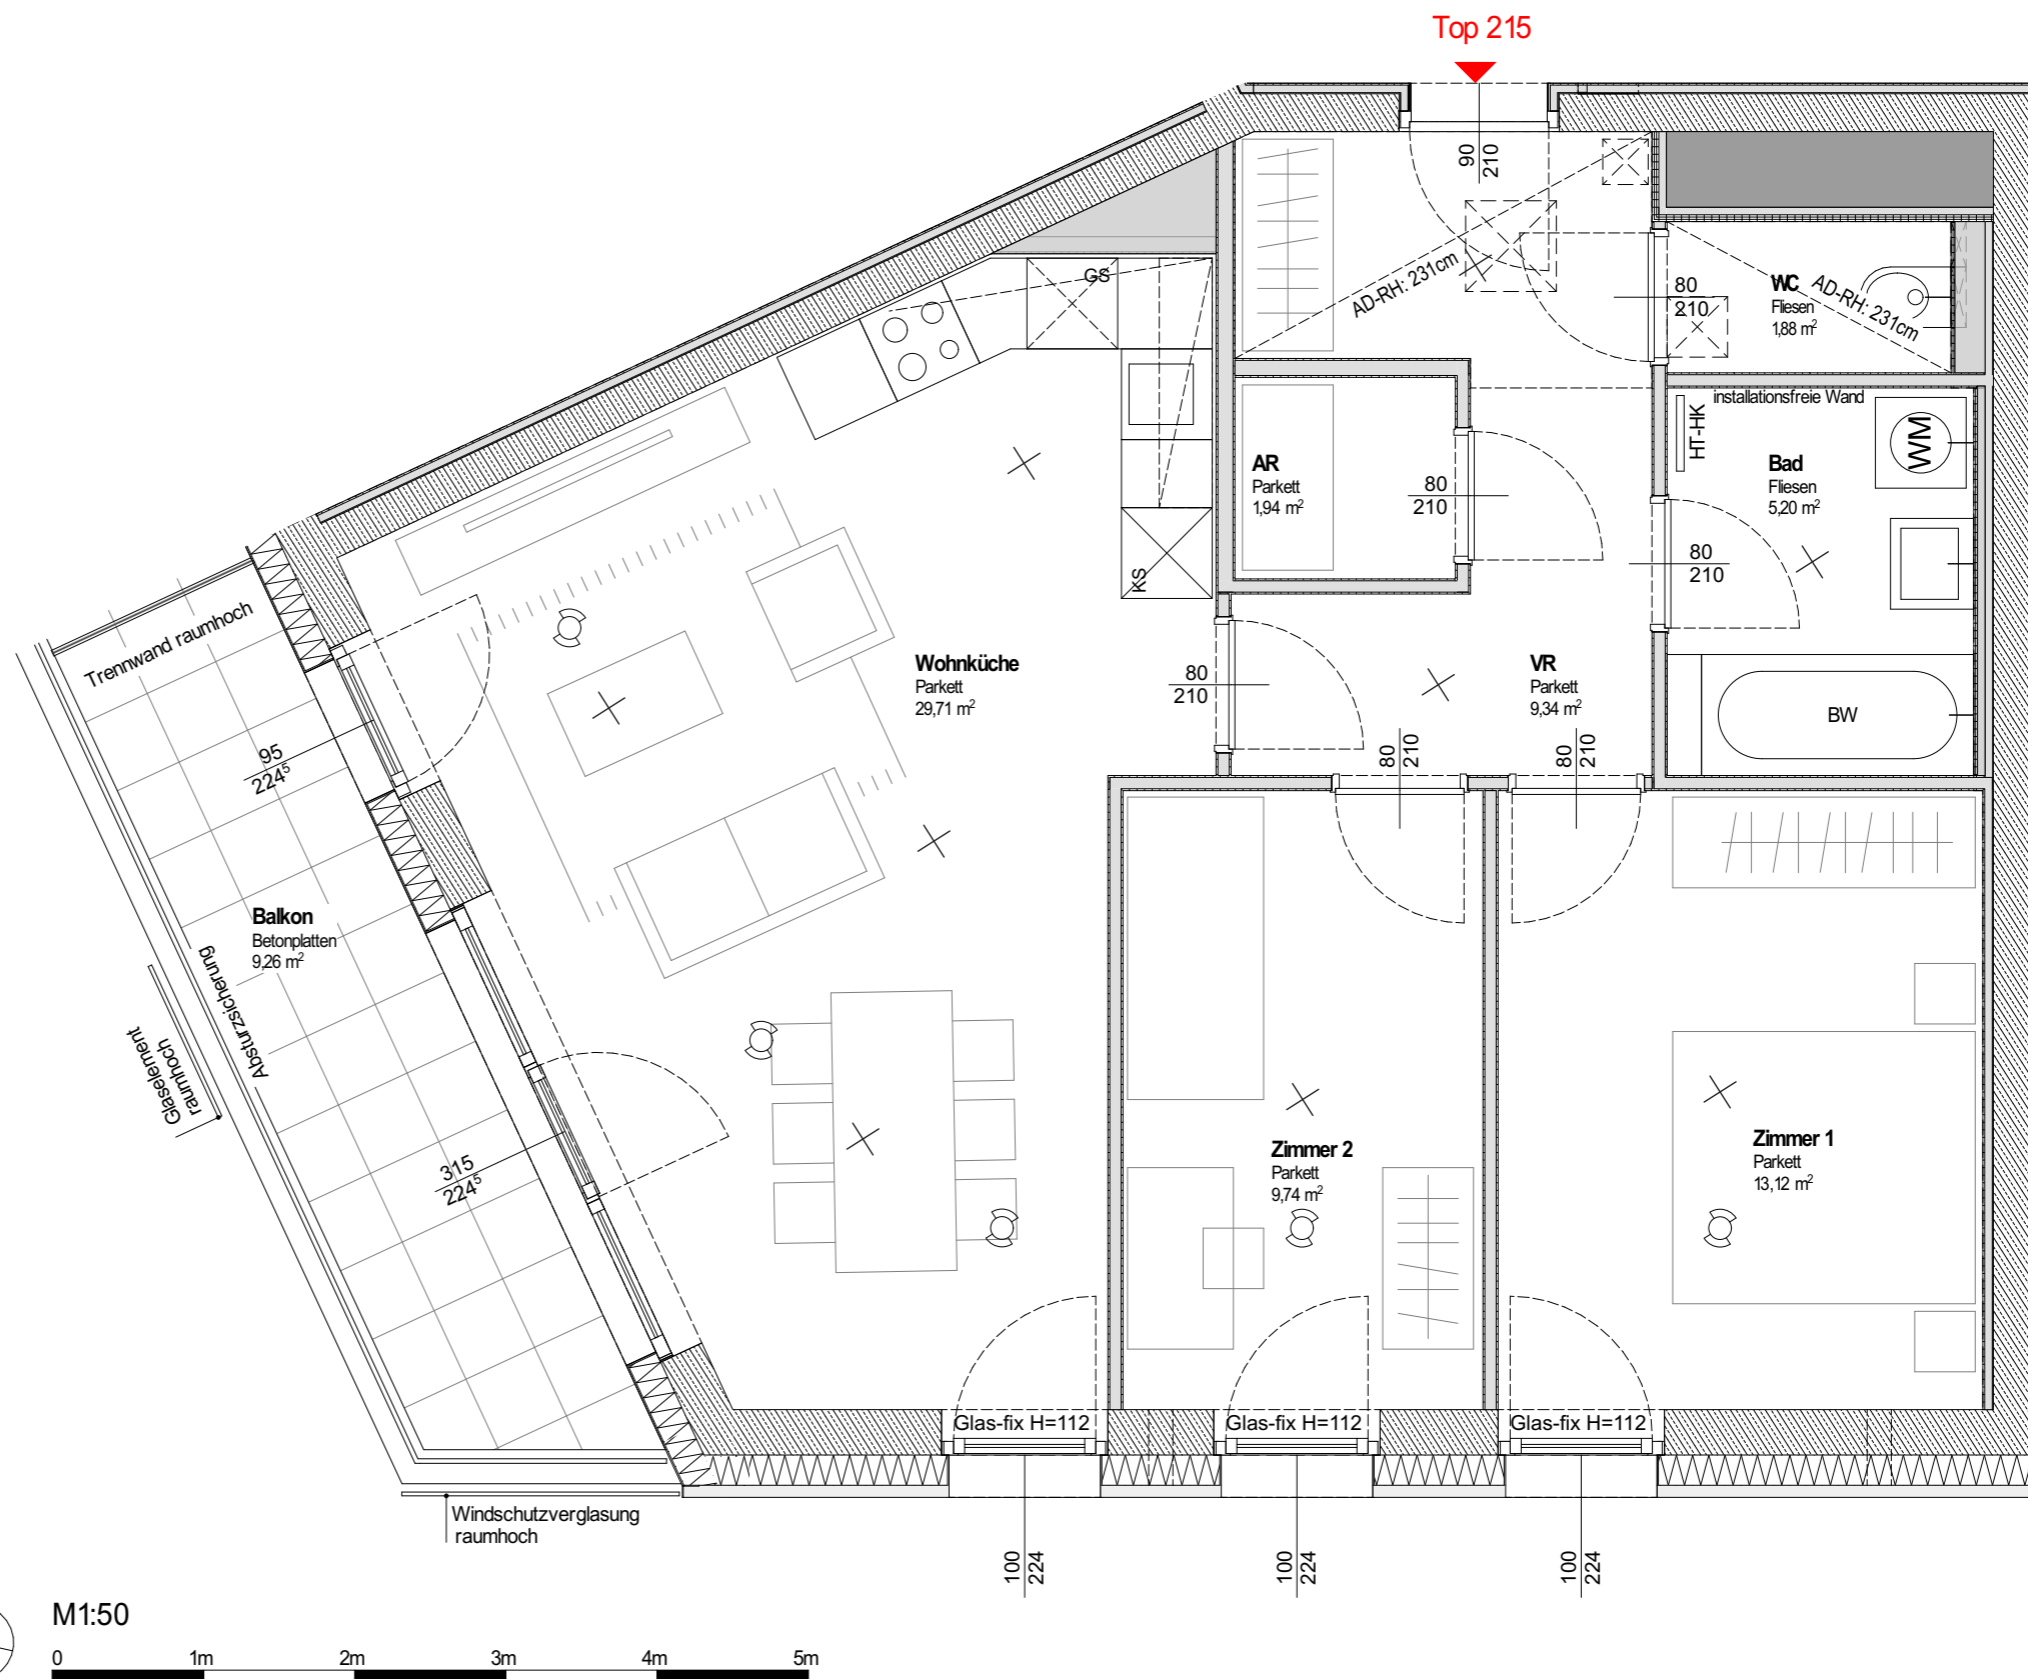 Top 215
90
210
AD-RH: 231cm
GS
80
210
WC
Fliesen
1,88 m²
AD-RH: 231cm
installationsfreie Wand
HT-HK
WM
AR
Parkett
1,94 m²
80
210
Bad
Fliesen
5,20 m²
80
210
KS
Trennwand raumhoch
Wohnküche
Parkett
29,71 m²
80
210
VR
Parkett
9,34 m²
BW
95
224⁵
80
210
80
210
Balkon
Betonplatten
9,26 m²
Absturzsicherung
Glaselement
raumhoch
315
224⁵
Zimmer 2
Parkett
9,74 m²
Zimmer 1
Parkett
13,12 m²
Glas-fix H=112
Glas-fix H=112
Glas-fix H=112
Windschutzverglasung
raumhoch
100
224
100
224
100
224
M1:50
0 1m 2m 3m 4m 5m